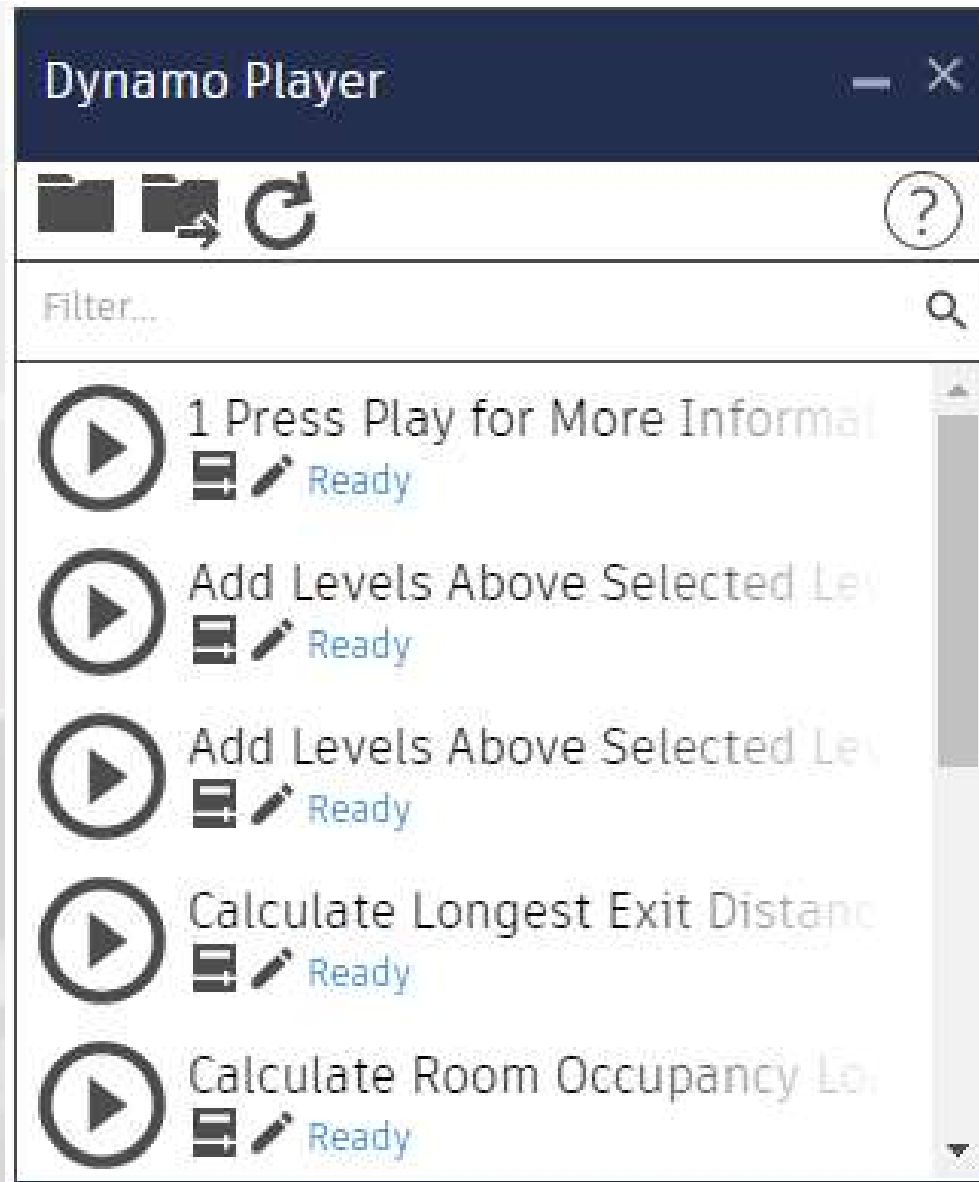 Dynamo Player
?
Filter...
1 Press Play for More Informa
Ready
Add Levels Above Selected Le
Ready
Add Levels Above Selected Le
Ready
Calculate Longest Exit Distanc
Ready
Calculate Room Occupancy Lo
Ready